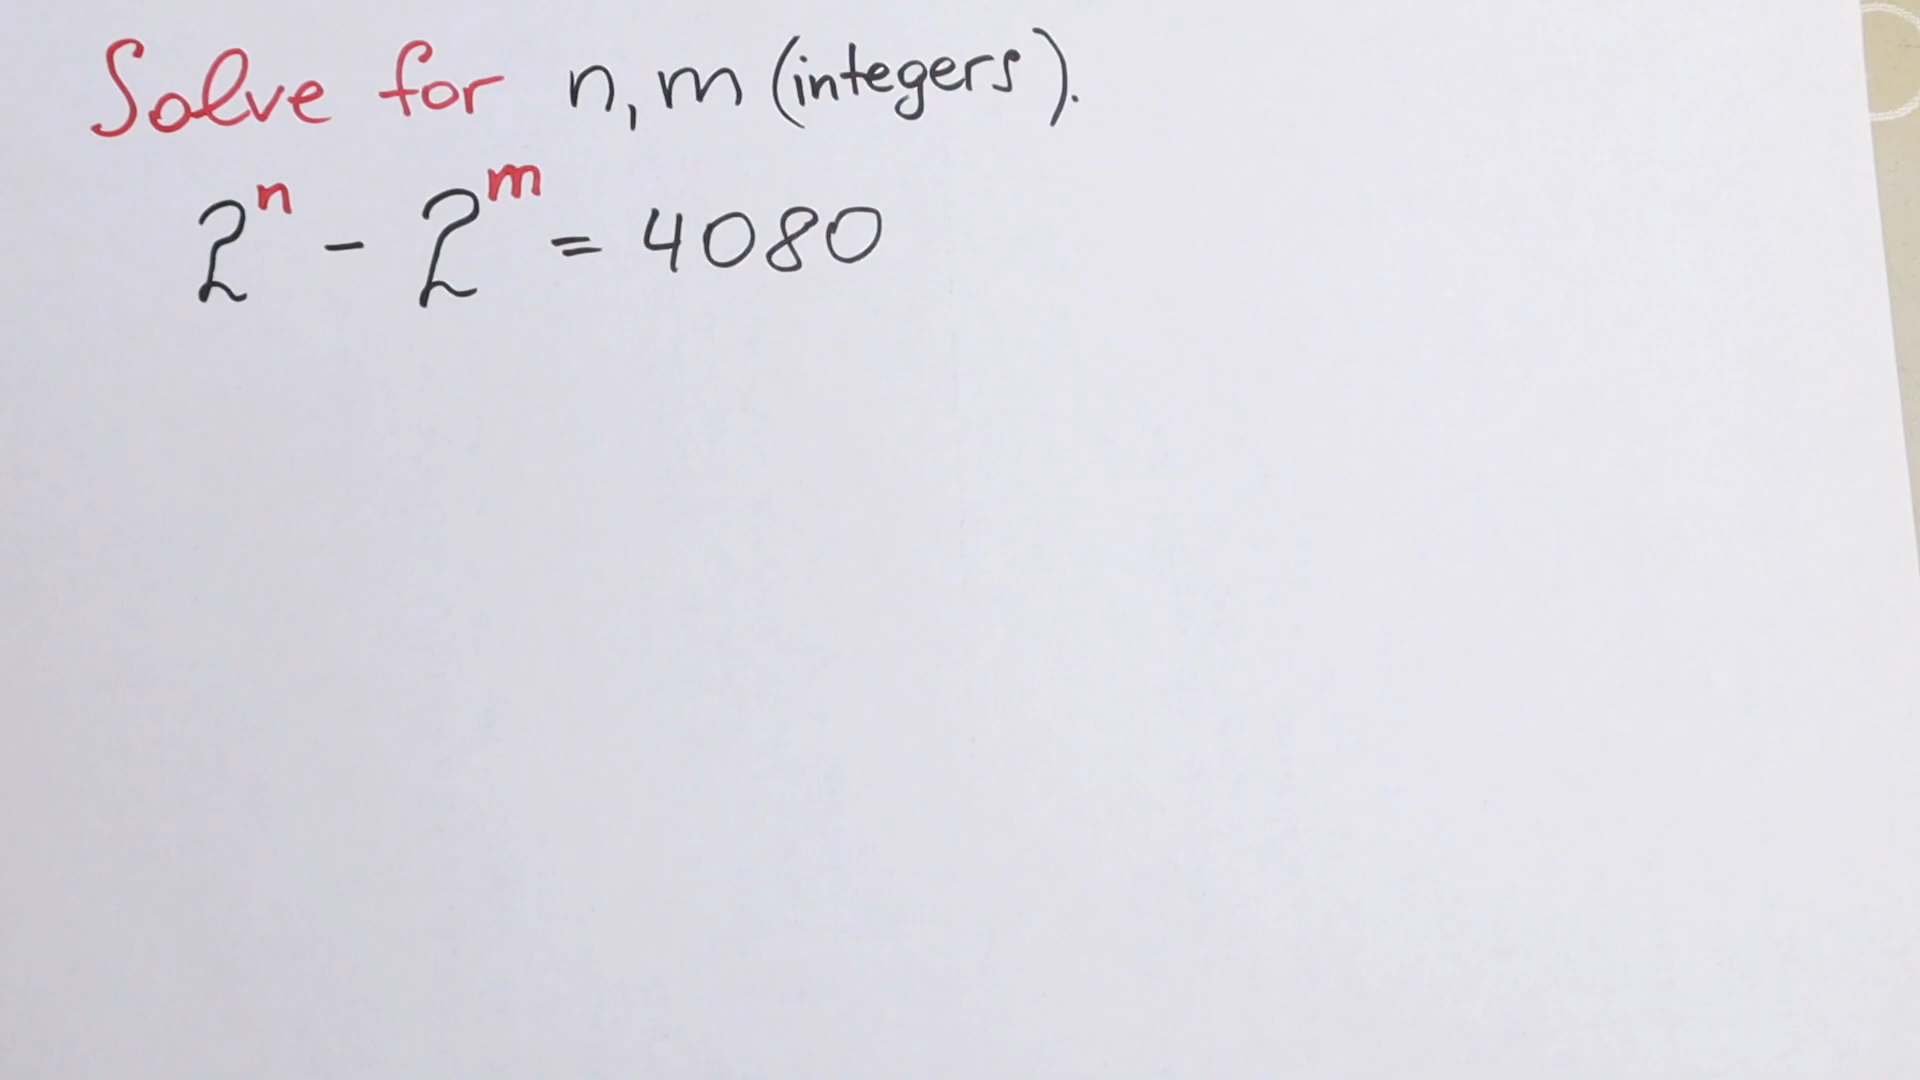 Solve for n, m (integers).
2^n - 2^m = 4080